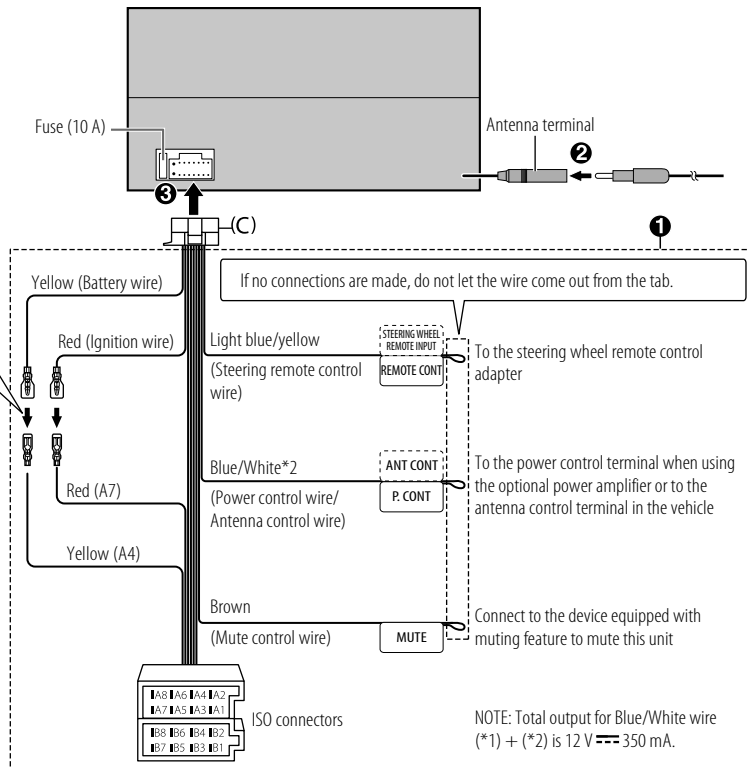 Fuse (10 A)
Antenna terminal
❷
❸
(C)
❶
Yellow (Battery wire)
If no connections are made, do not let the wire come out from the tab.
Red (Ignition wire)
Light blue/yellow
(Steering remote control
wire)
STEERING WHEEL
REMOTE INPUT
REMOTE CONT
To the steering wheel remote control
adapter
Blue/White*2
(Power control wire/
Antenna control wire)
ANT CONT
P. CONT
To the power control terminal when using
the optional power amplifier or to the
antenna control terminal in the vehicle
Red (A7)
Yellow (A4)
Brown
(Mute control wire)
MUTE
Connect to the device equipped with
muting feature to mute this unit
A8 A6 A4 A2
A7 A5 A3 A1
B8 B6 B4 B2
B7 B5 B3 B1
ISO connectors
NOTE: Total output for Blue/White wire
(*1) + (*2) is 12 V ⎓ 350 mA.